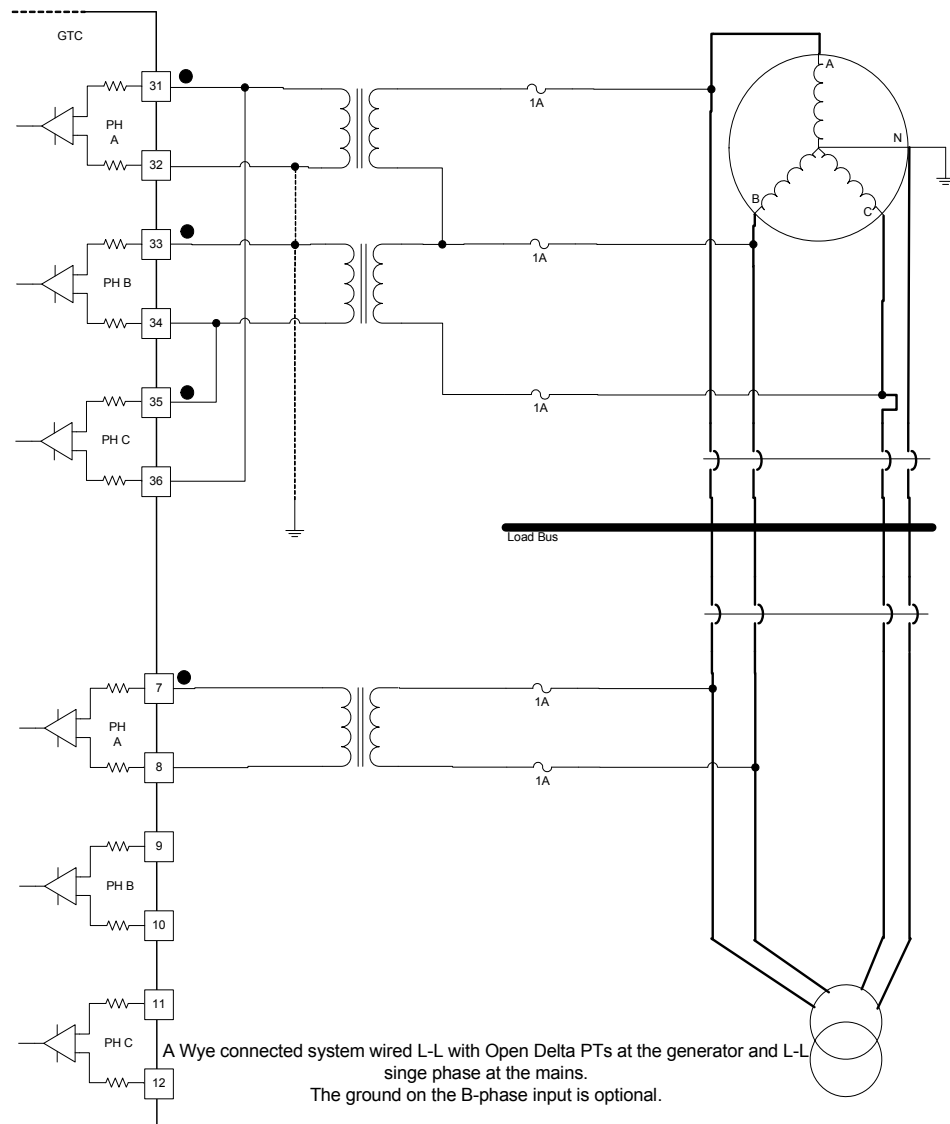 GTC
A
31
1A
PH
A
N
32
B
C
33
PH B
1A
34
35
1A
PH C
36
Load Bus
7
1A
PH
A
8
1A
9
PH B
10
11
PH C
A Wye connected system wired L-L with Open Delta PTs at the generator and L-L
singe phase at the mains.
12
The ground on the B-phase input is optional.